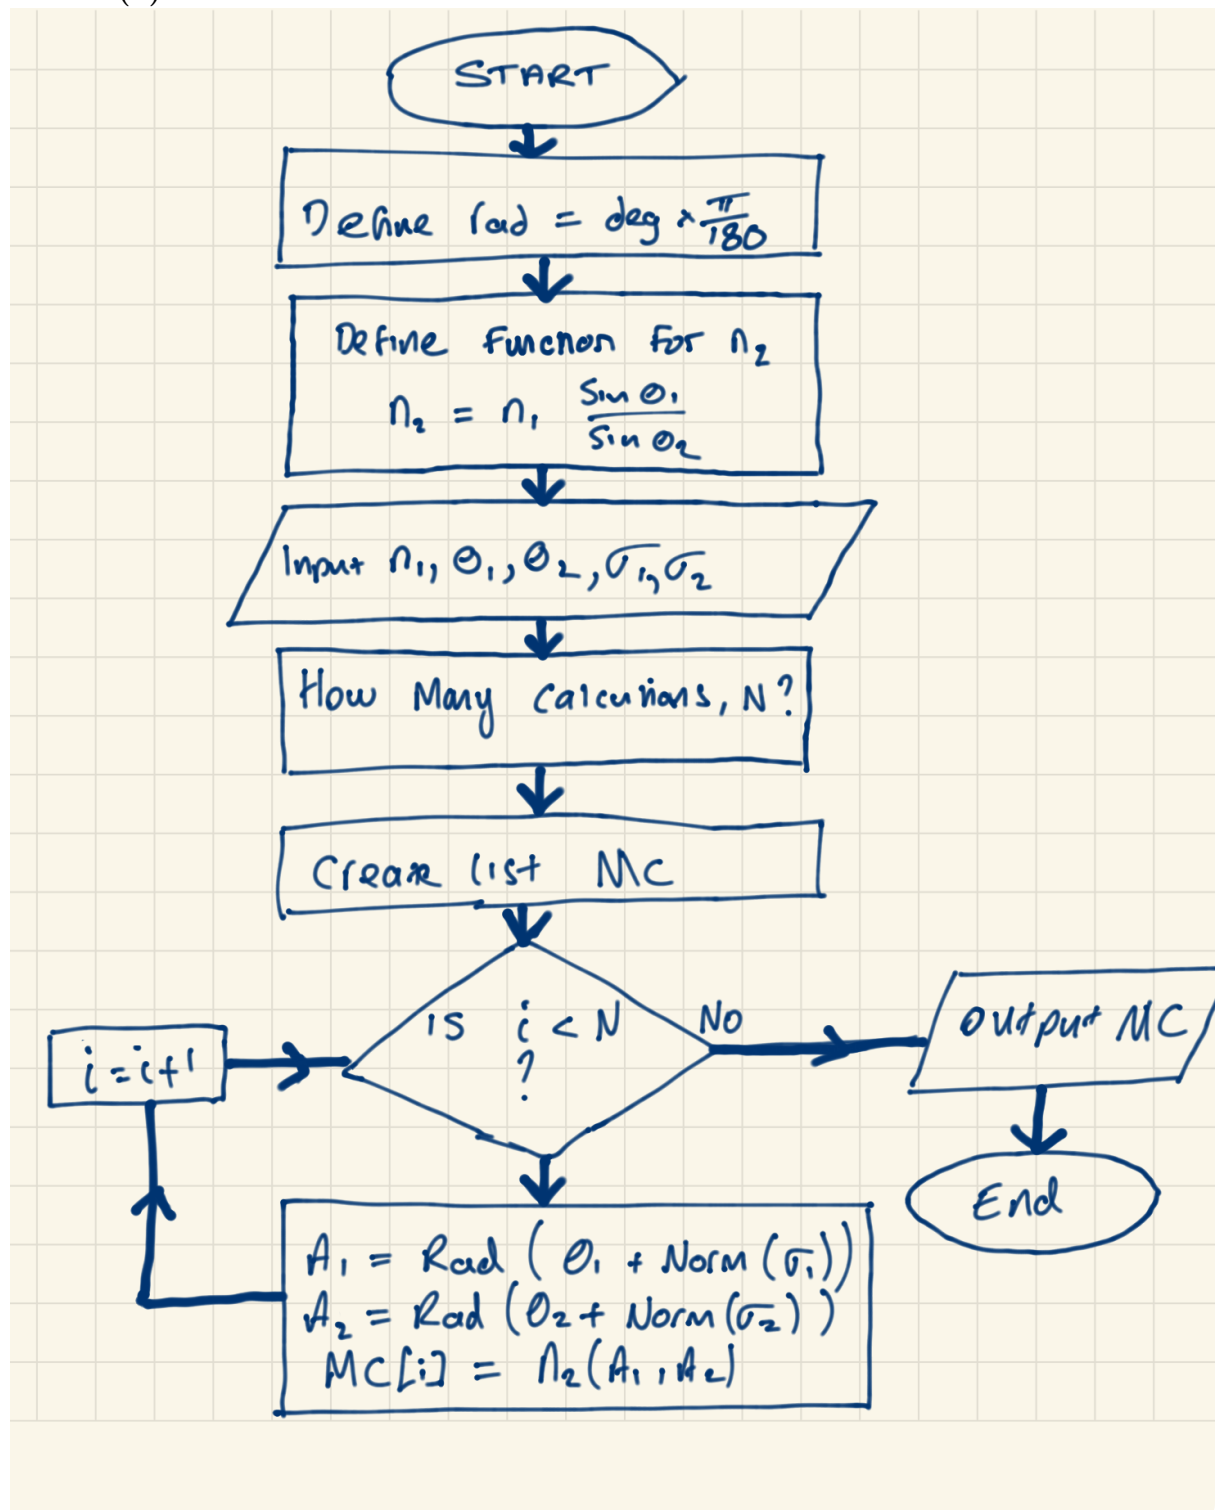 START
Define rad = deg × π/180
Define Function For n₂
n₂ = n₁ sin θ₁ / sin θ₂
Input n₁, θ₁, θ₂, σ₁, σ₂
How Many Calculations, N?
Create list MC
IS i < N
?
NO
Output MC
i = i+1
End
A₁ = Rad (θ₁ + Norm (σ₁))
A₂ = Rad (θ₂ + Norm (σ₂))
MC[i] = n₂(A₁, A₂)